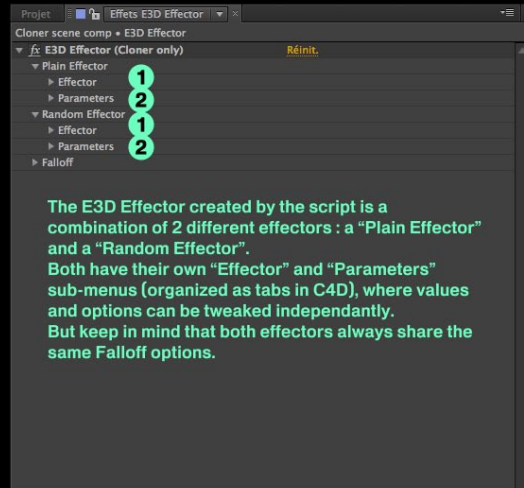 Projet Effets E3D Effector
Cloner scene comp • E3D Effector
fx E3D Effector (Cloner only) Réinit.
Plain Effector
Effector 1
Parameters 2
Random Effector
Effector 1
Parameters 2
Falloff
The E3D Effector created by the script is a
combination of 2 different effectors : a “Plain Effector”
and a “Random Effector”.
Both have their own “Effector” and “Parameters”
sub-menus (organized as tabs in C4D), where values
and options can be tweaked independantly.
But keep in mind that both effectors always share the
same Falloff options.